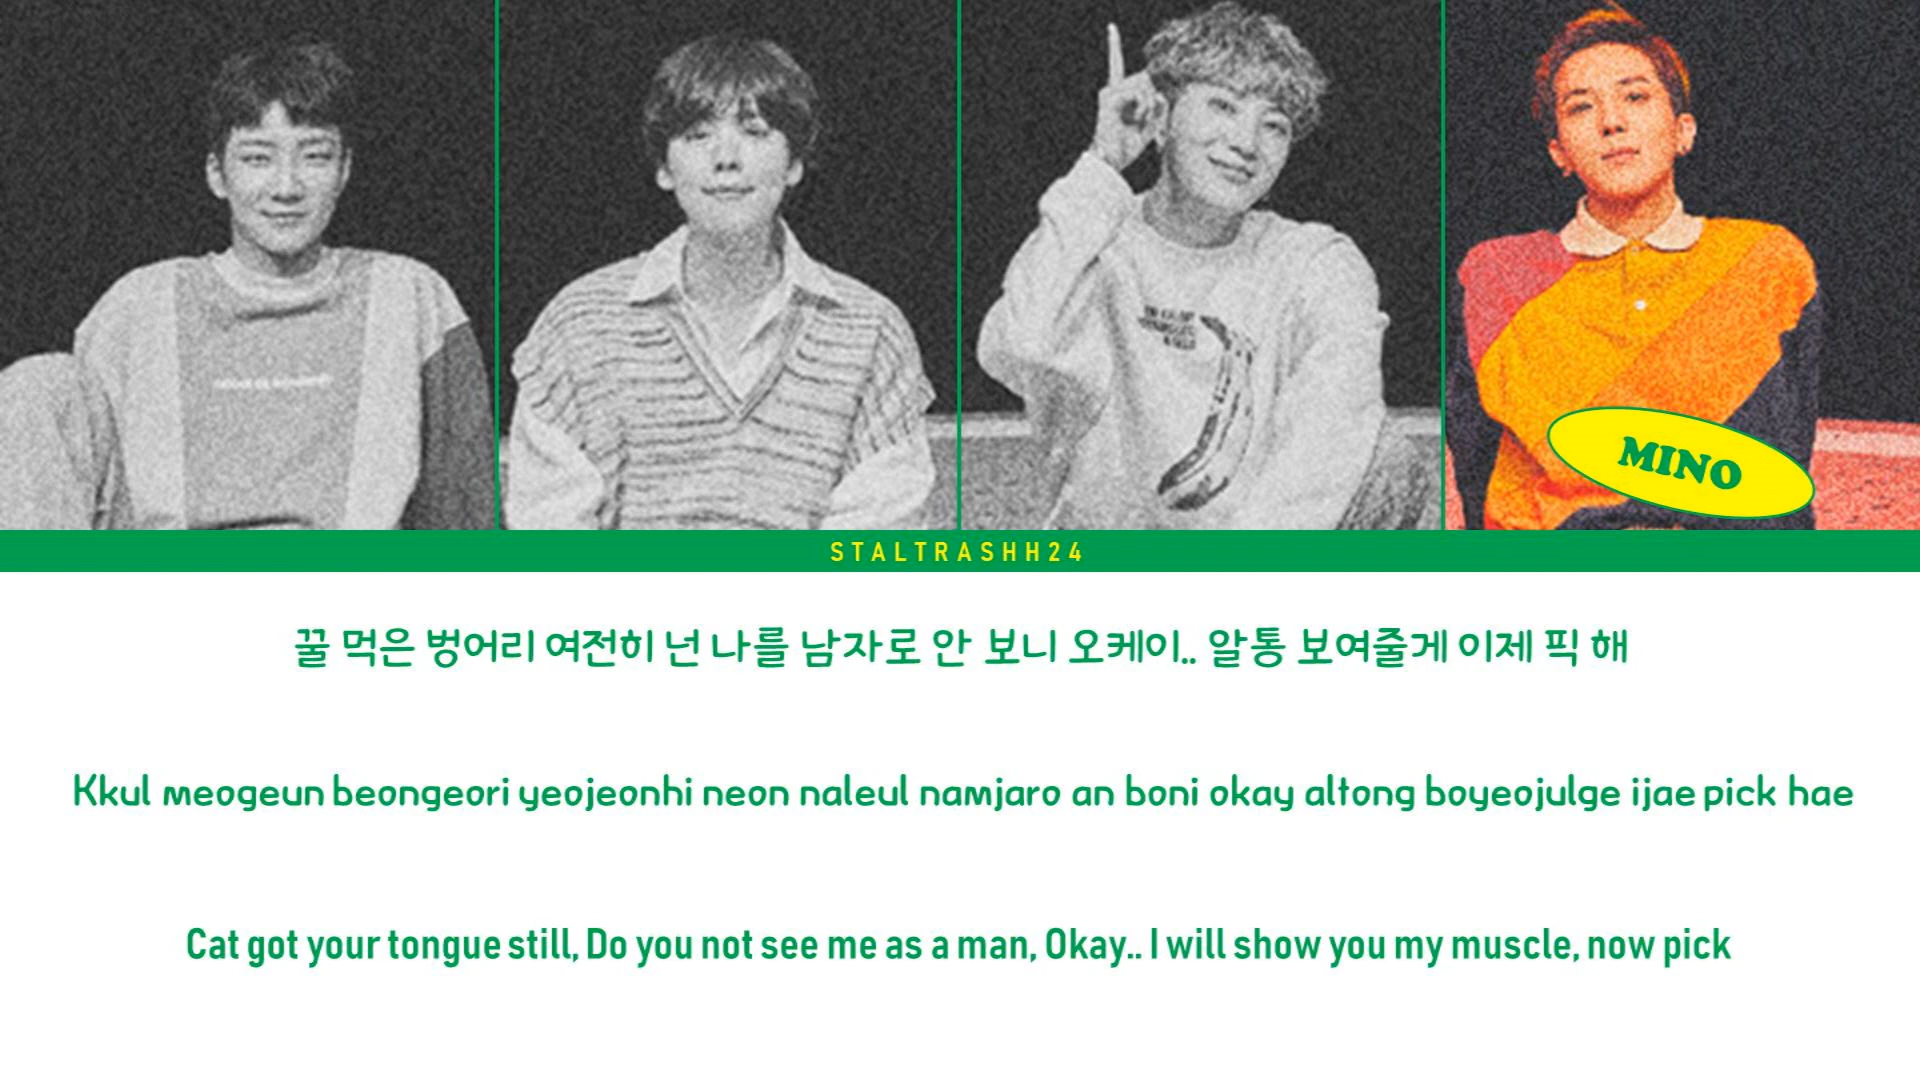 MINO
STALTRASHH24
꿀 먹은 벙어리 여전히 넌 나를 남자로 안 보니 오케이.. 알통 보여줄게 이제 픽 해
Kkul meogeun beongeori yeojeonhi neon naleul namjaro an boni okay altong boyeojulge ijae pick hae
Cat got your tongue still, Do you not see me as a man, Okay.. I will show you my muscle, now pick